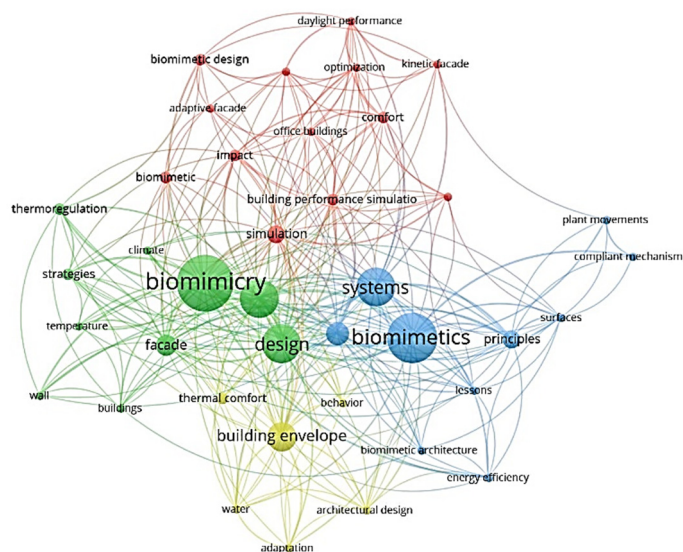 daylight performance
biomimetic design
optimization
kinetic facade
adaptive facade
comfort
office buildings
impact
biomimetic
building performance simulatio
thermoregulation
simulation
plant movements
climate
compliant mechanism
strategies
biomimicry
systems
temperature
surfaces
facade
design
biomimetics
principles
wall
buildings
thermal comfort
behavior
lessons
building envelope
biomimetic architecture
energy efficiency
water
architectural design
adaptation